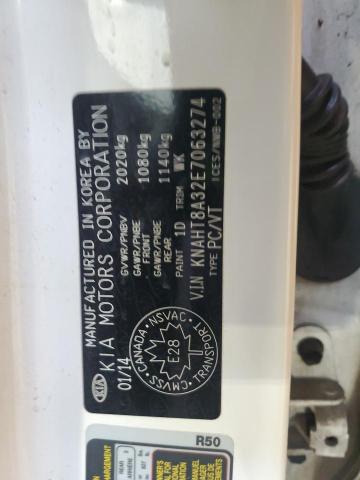 MANUFACTURED IN KOREA BY
KIA KIA MOTORS CORPORATION
01/14
GVWR/PNBV 2020kg
GAWR/PNBE FRONT 1080kg
GAWR/PNBE REAR 1140kg
PAINT 1D TRIM WK
V.I.N KNAHT8A32E7063274
TYPE PC/VT
ICES/NMB-002
CANADA · NSVAC · TRANSPORT · CMVSS
E28
R50